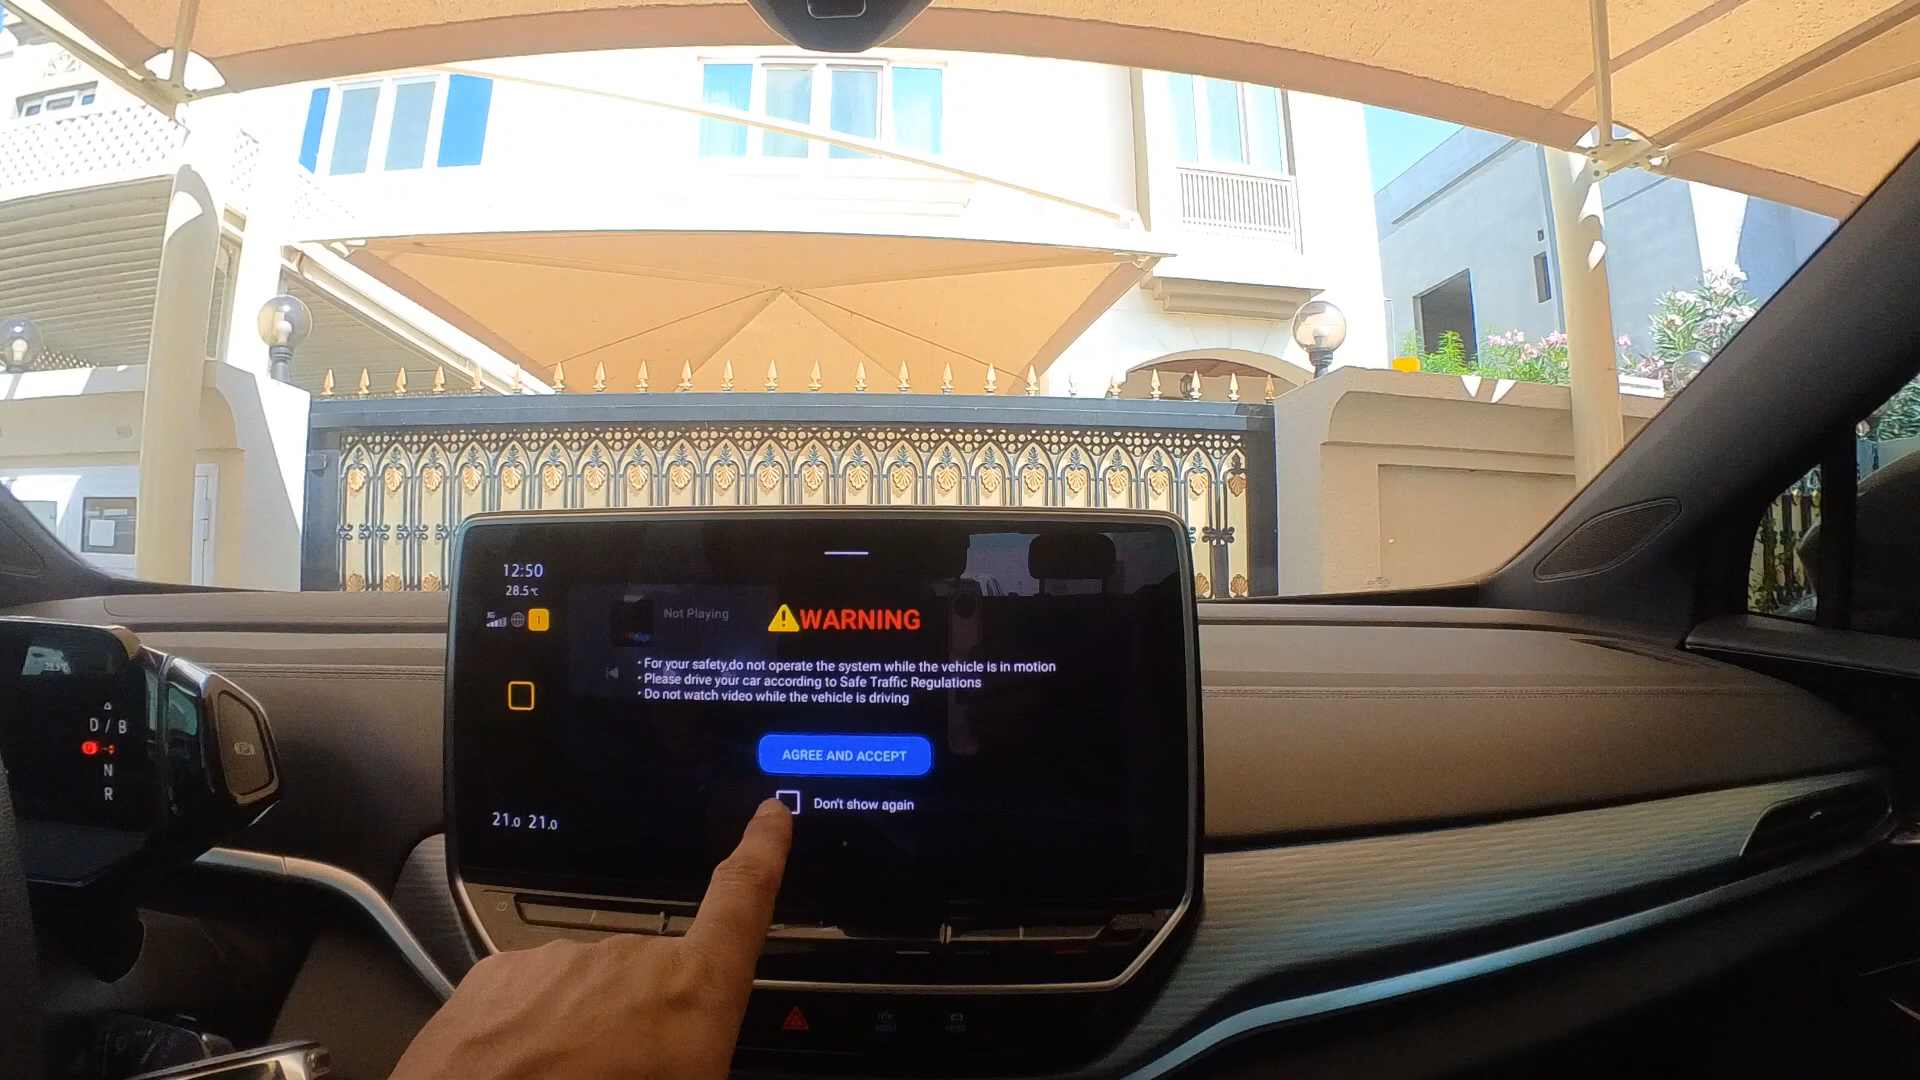 12:50
28.5℃
3G
1
Not Playing
WARNING
• For your safety,do not operate the system while the vehicle is in motion
• Please drive your car according to Safe Traffic Regulations
• Do not watch video while the vehicle is driving
AGREE AND ACCEPT
Don't show again
21.0 21.0
D / B
N
R